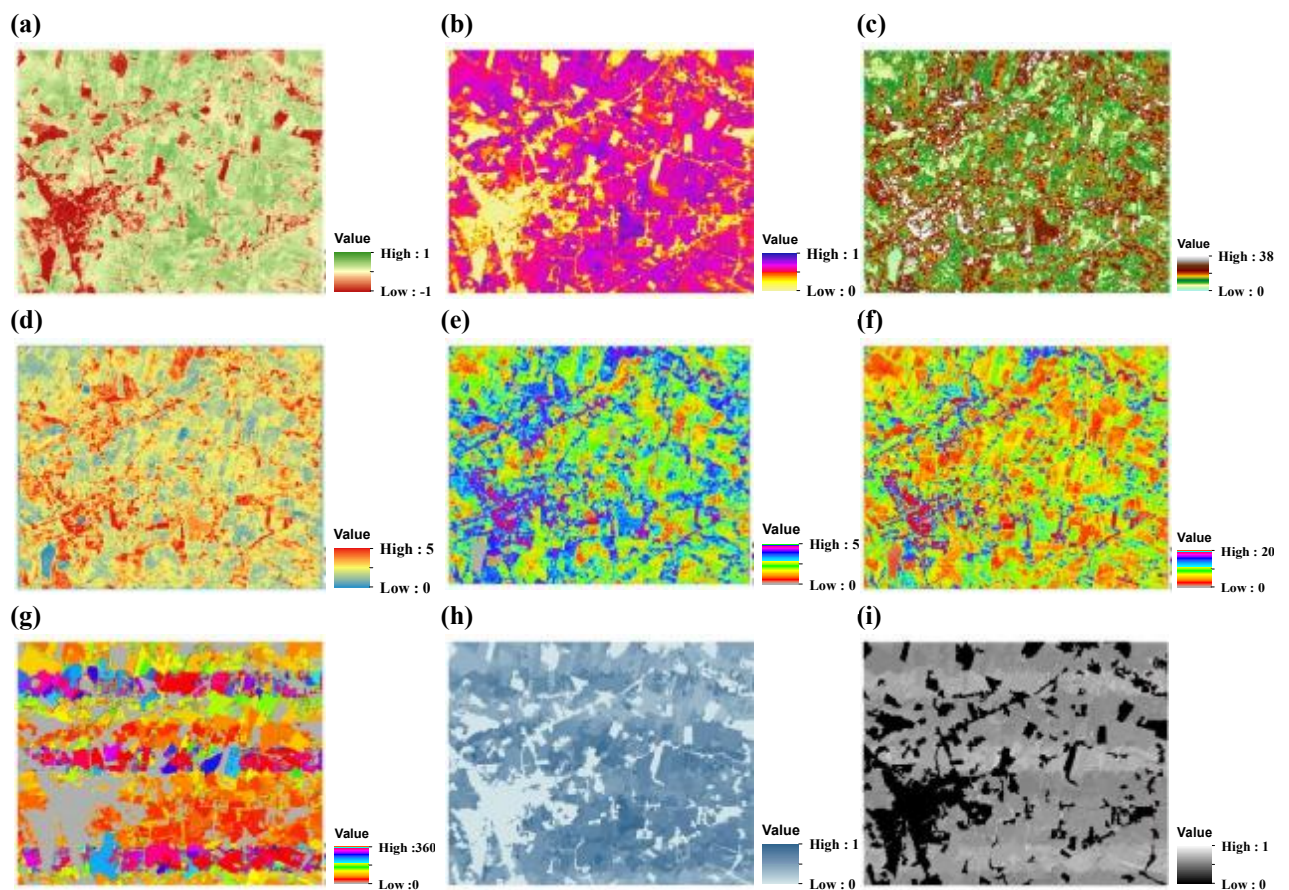 (a)
(b)
(c)
Value
High : 1
Low : -1
Value
High : 1
Low : 0
Value
High : 38
Low : 0
(d)
(e)
(f)
Value
High : 5
Low : 0
Value
High : 5
Low : 0
Value
High : 20
Low : 0
(g)
(h)
(i)
Value
High :360
Low :0
Value
High : 1
Low : 0
Value
High : 1
Low : 0